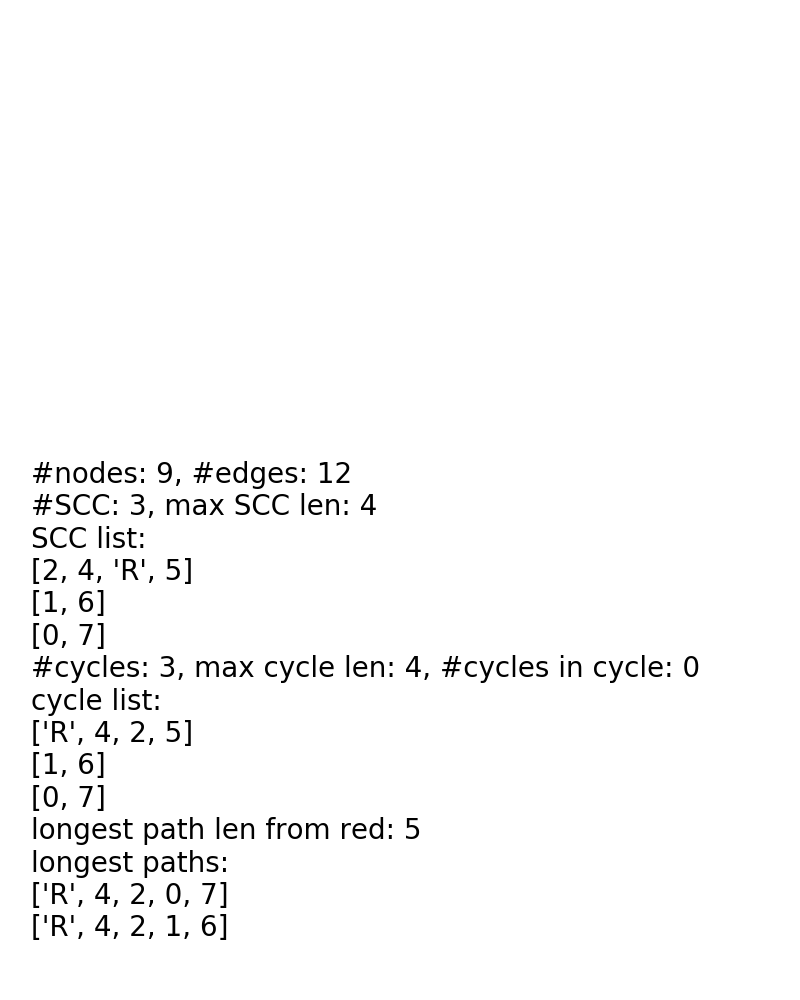 #nodes: 9, #edges: 12
#SCC: 3, max SCC len: 4
SCC list:
[2, 4, 'R', 5]
[1, 6]
[0, 7]
#cycles: 3, max cycle len: 4, #cycles in cycle: 0
cycle list:
['R', 4, 2, 5]
[1, 6]
[0, 7]
longest path len from red: 5
longest paths:
['R', 4, 2, 0, 7]
['R', 4, 2, 1, 6]